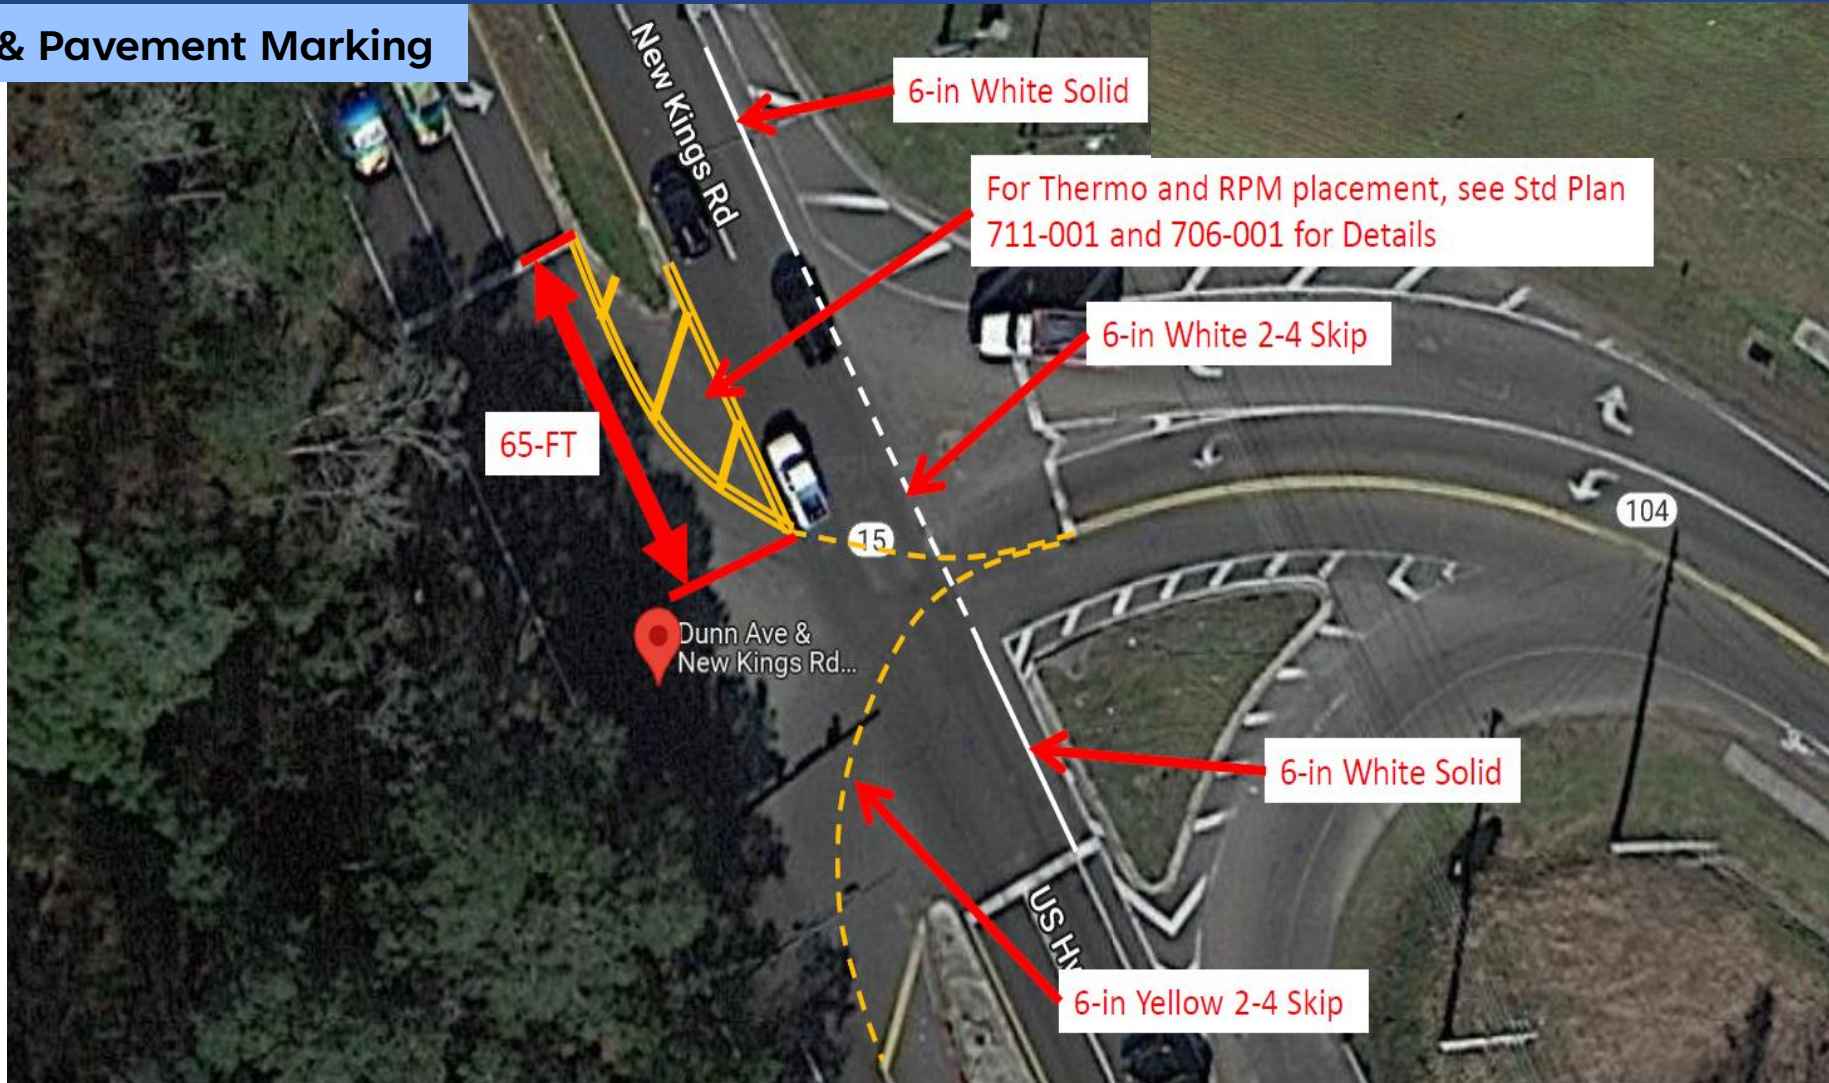 & Pavement Marking
New Kings Rd
6-in White Solid
For Thermo and RPM placement, see Std Plan
711-001 and 706-001 for Details
6-in White 2-4 Skip
65-FT
15
104
Dunn Ave &
New Kings Rd...
6-in White Solid
US Hw
6-in Yellow 2-4 Skip